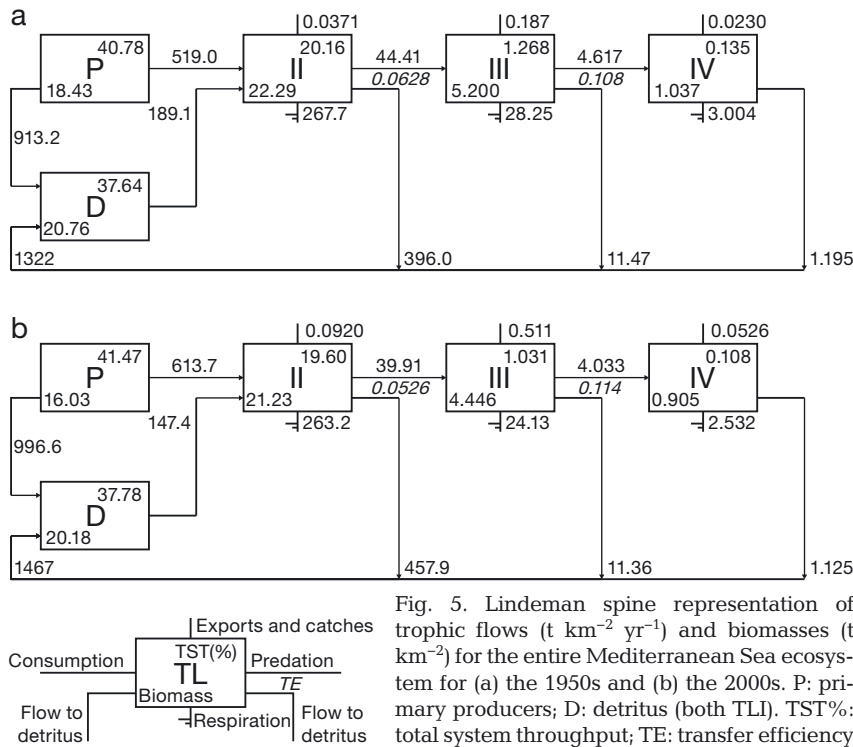 a
0.0371
0.187
0.0230
40.78
P
18.43
519.0
20.16
II
22.29
44.41
0.0628
1.268
III
5.200
4.617
0.108
0.135
IV
1.037
189.1
267.7
28.25
3.004
913.2
37.64
D
20.76
1322
396.0
11.47
1.195
b
0.0920
0.511
0.0526
41.47
P
16.03
613.7
19.60
II
21.23
39.91
0.0526
1.031
III
4.446
4.033
0.114
0.108
IV
0.905
147.4
263.2
24.13
2.532
996.6
37.78
D
20.18
1467
457.9
11.36
1.125
Exports and catches
TST(%)
Consumption
TL
Predation
TE
Biomass
Respiration
Flow to
detritus
Flow to
detritus
Fig. 5. Lindeman spine representation of
trophic flows (t km⁻² yr⁻¹) and biomasses (t
km⁻²) for the entire Mediterranean Sea ecosys-
tem for (a) the 1950s and (b) the 2000s. P: pri-
mary producers; D: detritus (both TLI). TST%:
total system throughput; TE: transfer efficiency